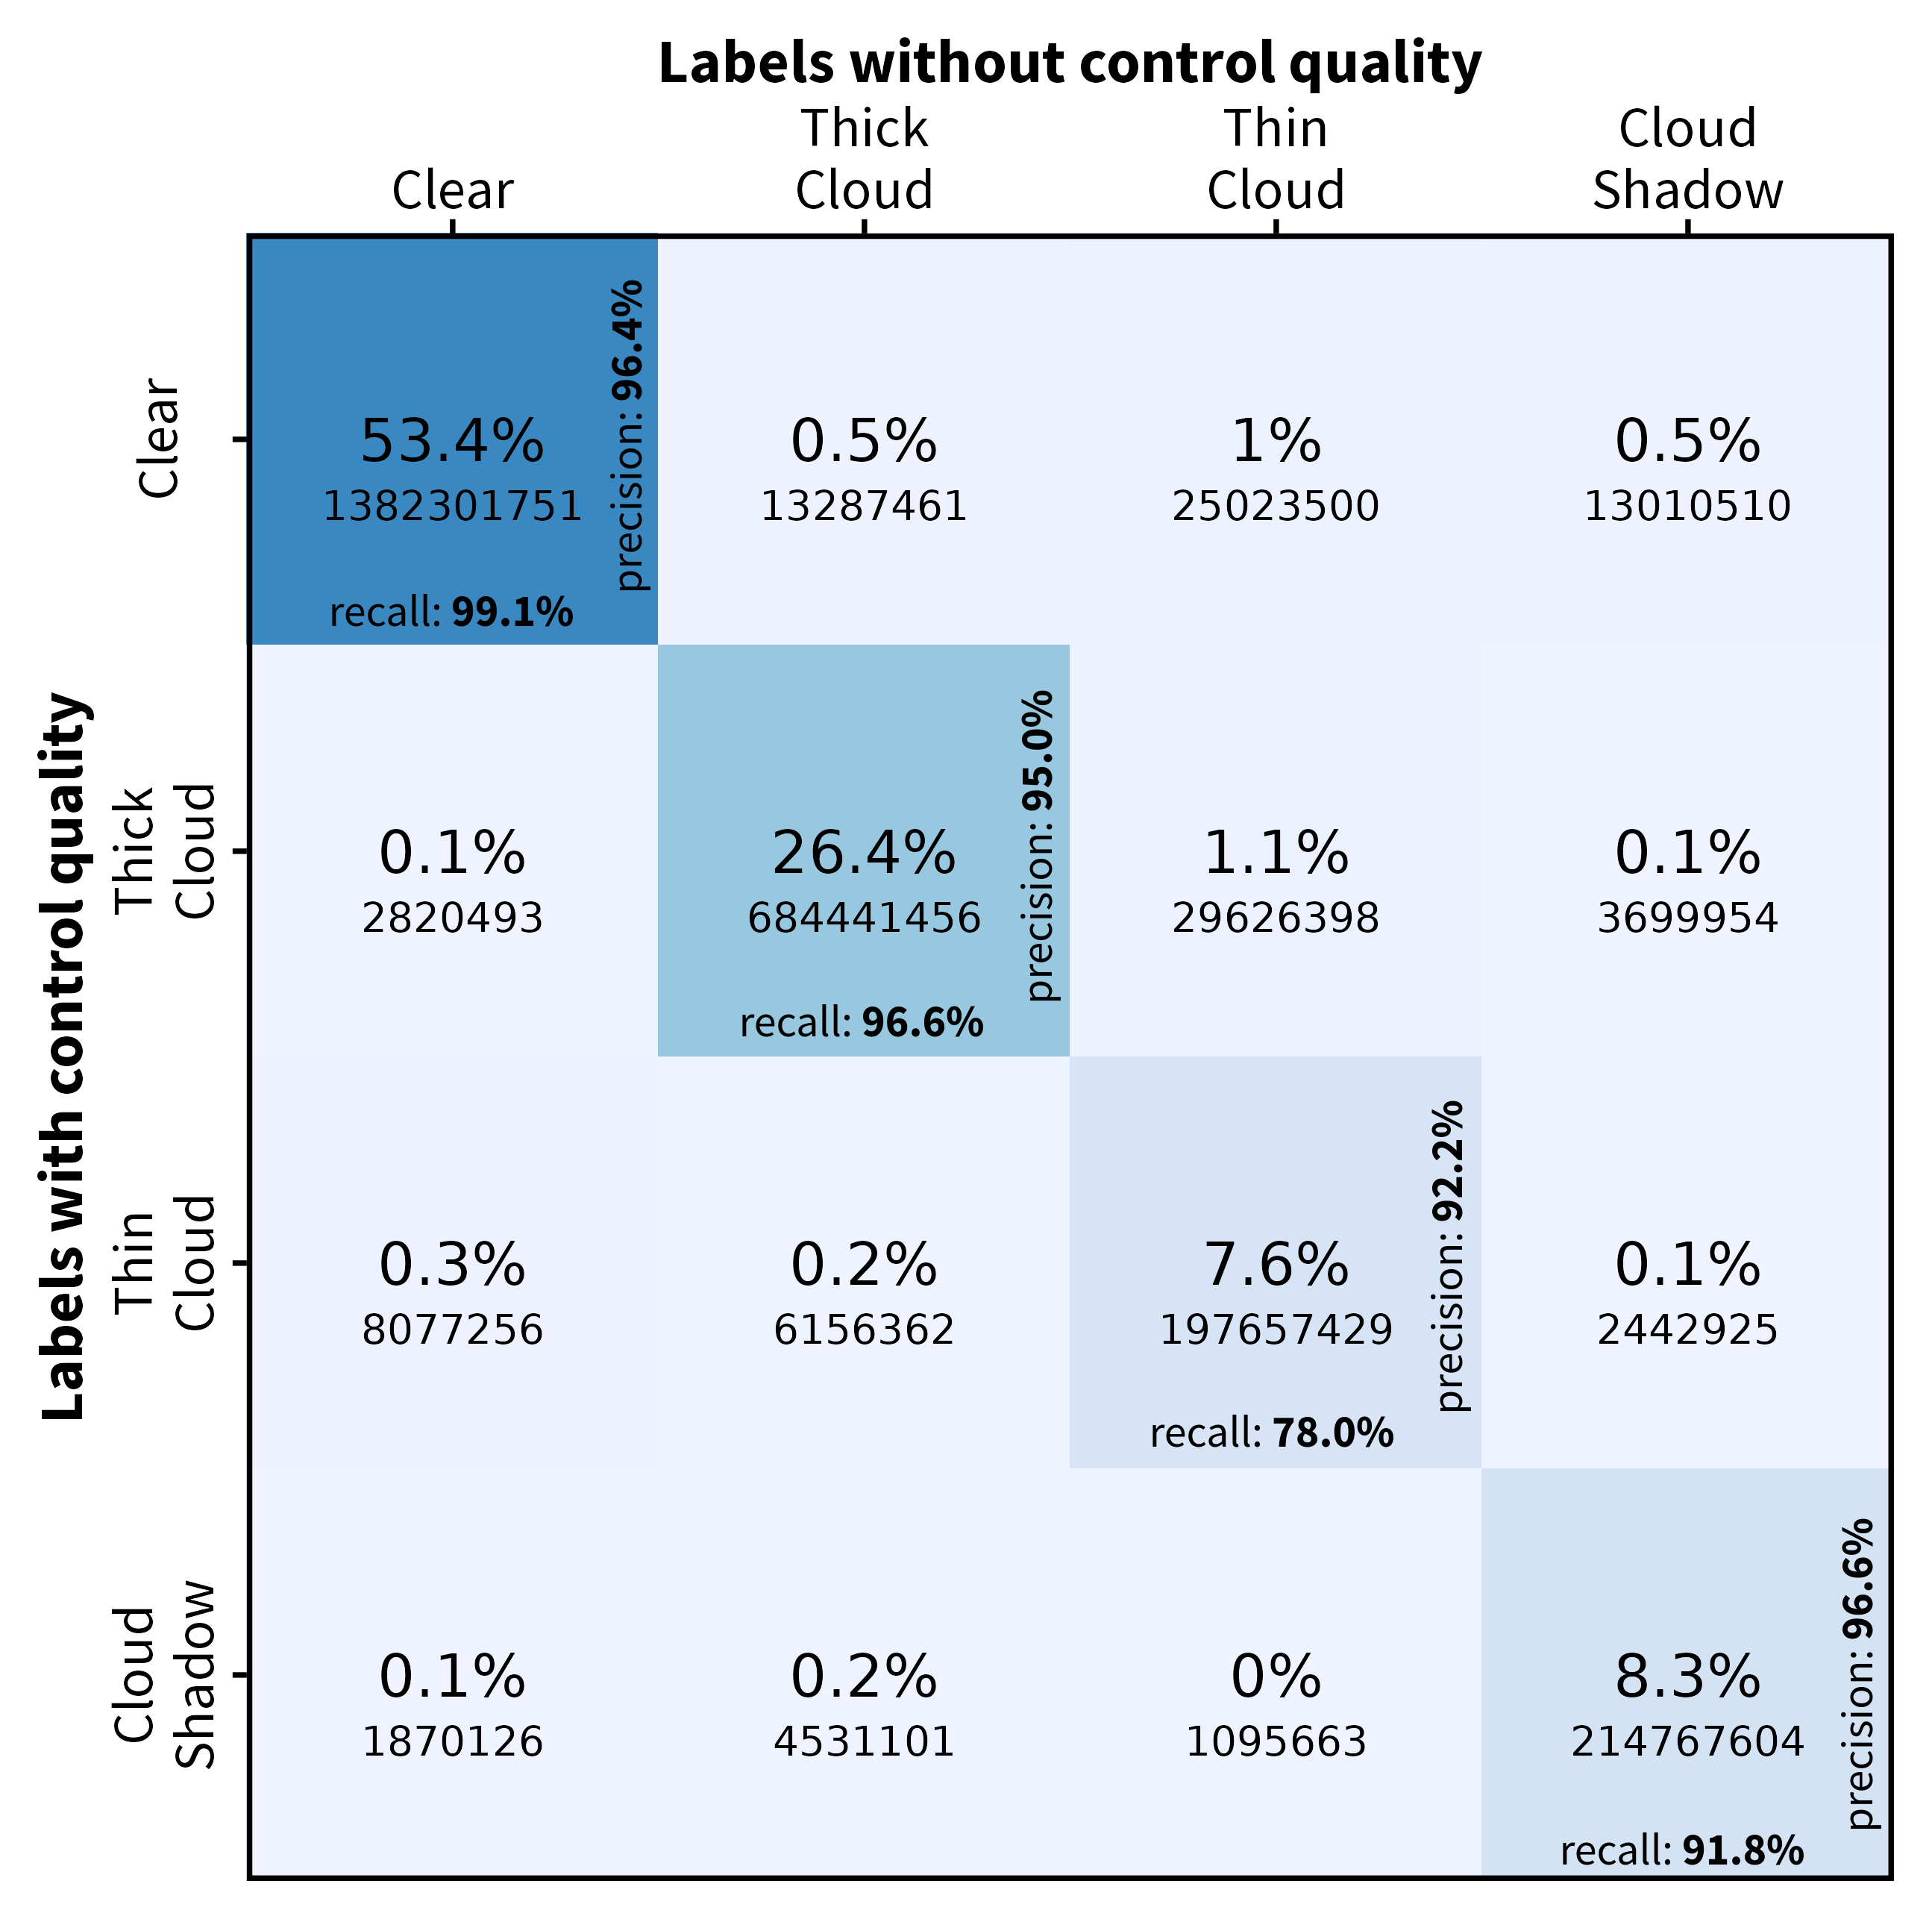 Labels without control quality
Clear
Thick
Cloud
Thin
Cloud
Cloud
Shadow
Labels with control quality
Clear
53.4%
1382301751
recall: 99.1%
precision: 96.4%
0.5%
13287461
1%
25023500
0.5%
13010510
Thick
Cloud
0.1%
2820493
26.4%
684441456
recall: 96.6%
precision: 95.0%
1.1%
29626398
0.1%
3699954
Thin
Cloud
0.3%
8077256
0.2%
6156362
7.6%
197657429
recall: 78.0%
precision: 92.2%
0.1%
2442925
Cloud
Shadow
0.1%
1870126
0.2%
4531101
0%
1095663
8.3%
214767604
recall: 91.8%
precision: 96.6%